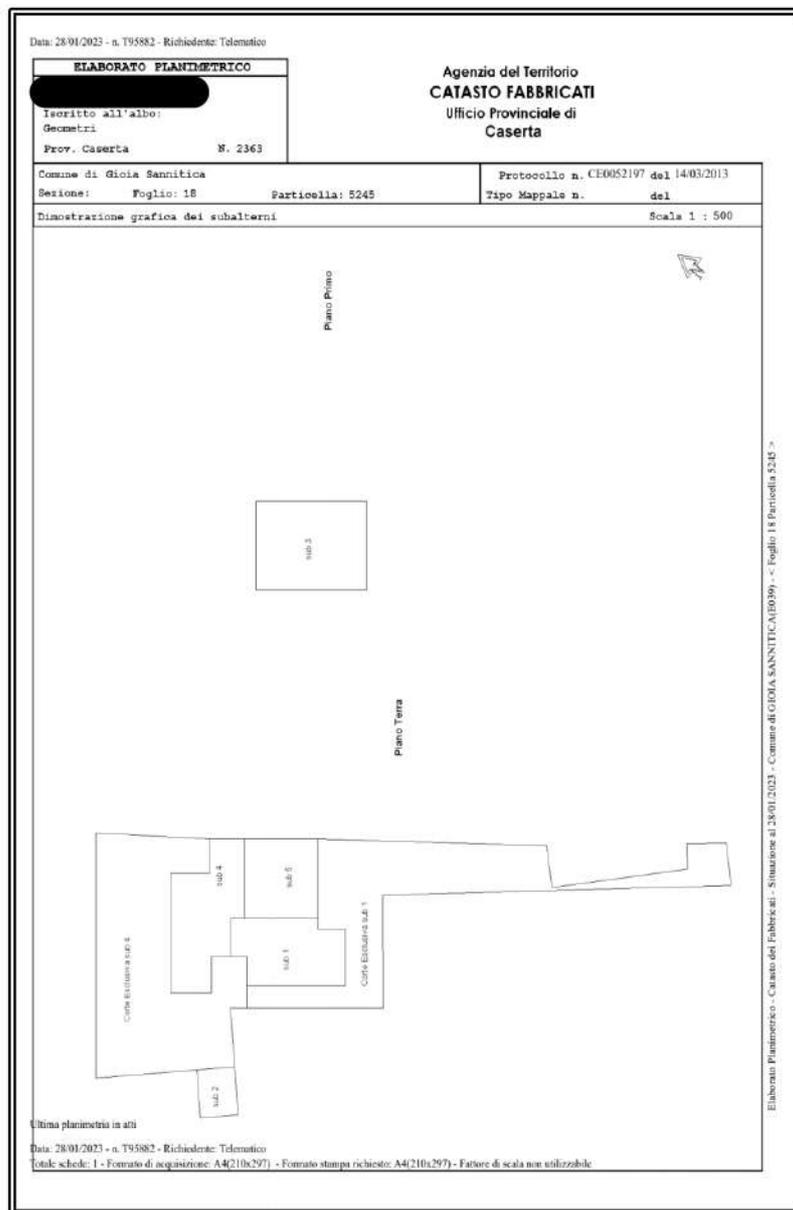 Data: 28/01/2023 - n. T95882 - Richiedente: Telematico
ELABORATO PLANIMETRICO
Iscritto all'albo:
Geometri
Prov. Caserta N. 2363
Agenzia del Territorio
CATASTO FABBRICATI
Ufficio Provinciale di
Caserta
Comune di Gioia Sannitica
Sezione: Foglio: 18 Particella: 5245
Protocollo n. CE0052197 del 14/03/2013
Tipo Mappale n. del
Dimostrazione grafica dei subalterni Scala 1 : 500
Piano Primo
sub 3
Piano Terra
sub 4
sub 5
Corte Esclusiva sub 4
sub 1
Corte Esclusiva sub 1
sub 2
Ultima planimetria in atti
Data: 28/01/2023 - n. T95882 - Richiedente: Telematico
Totale schede: 1 - Formato di acquisizione: A4(210x297) - Formato stampa richiesto: A4(210x297) - Fattore di scala non utilizzabile
Elaborato Planimetrico - Catasto dei Fabbricati - Situazione al 28/01/2023 - Comune di GIOIA SANNITICA(E039) - < Foglio 18 Particella 5245 >